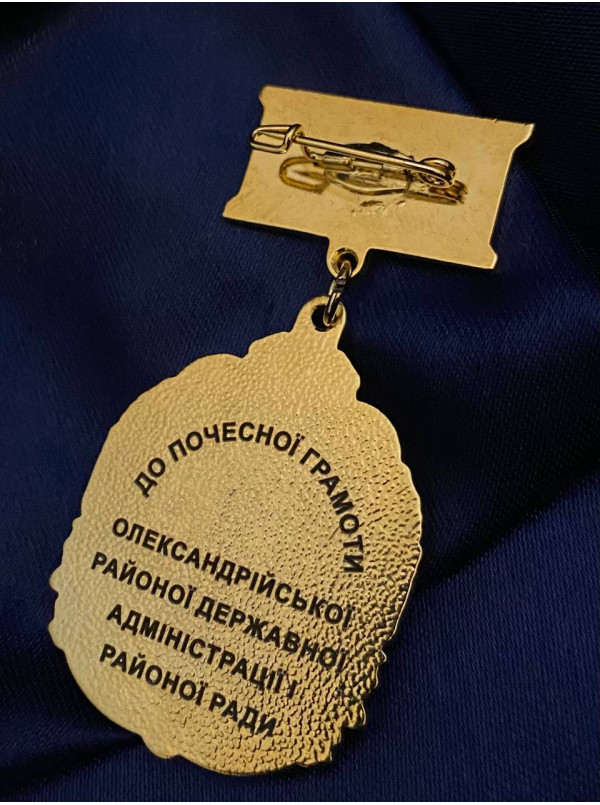 ДО ПОЧЕСНОЇ ГРАМОТИ
ОЛЕКСАНДРІЙСЬКОЇ
РАЙОНОЇ ДЕРЖАВНОЇ
АДМІНІСТРАЦІЇ І
РАЙОНОЇ РАДИ